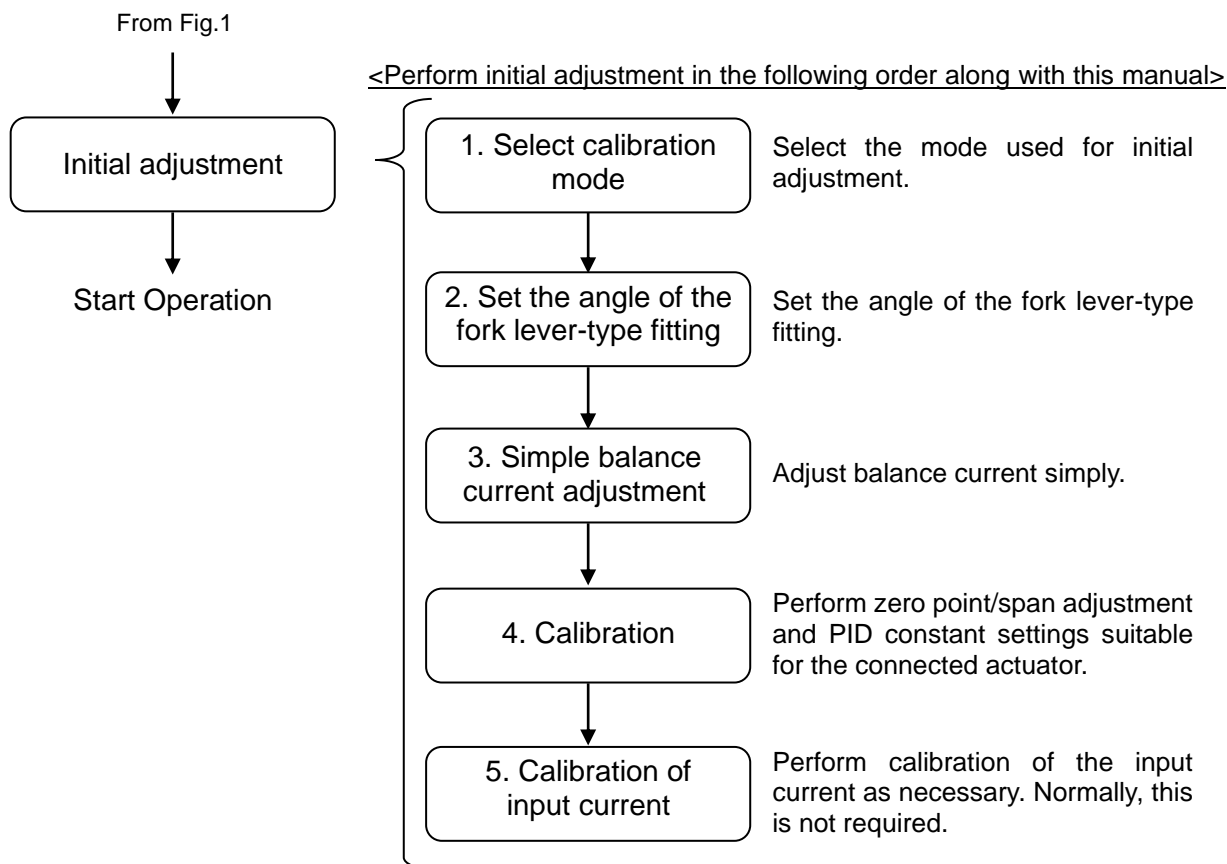 From Fig.1
Initial adjustment
Start Operation
<Perform initial adjustment in the following order along with this manual>
1. Select calibration
mode
Select the mode used for initial
adjustment.
2. Set the angle of the
fork lever-type fitting
Set the angle of the fork lever-type
fitting.
3. Simple balance
current adjustment
Adjust balance current simply.
4. Calibration
Perform zero point/span adjustment
and PID constant settings suitable
for the connected actuator.
5. Calibration of
input current
Perform calibration of the input
current as necessary. Normally, this
is not required.